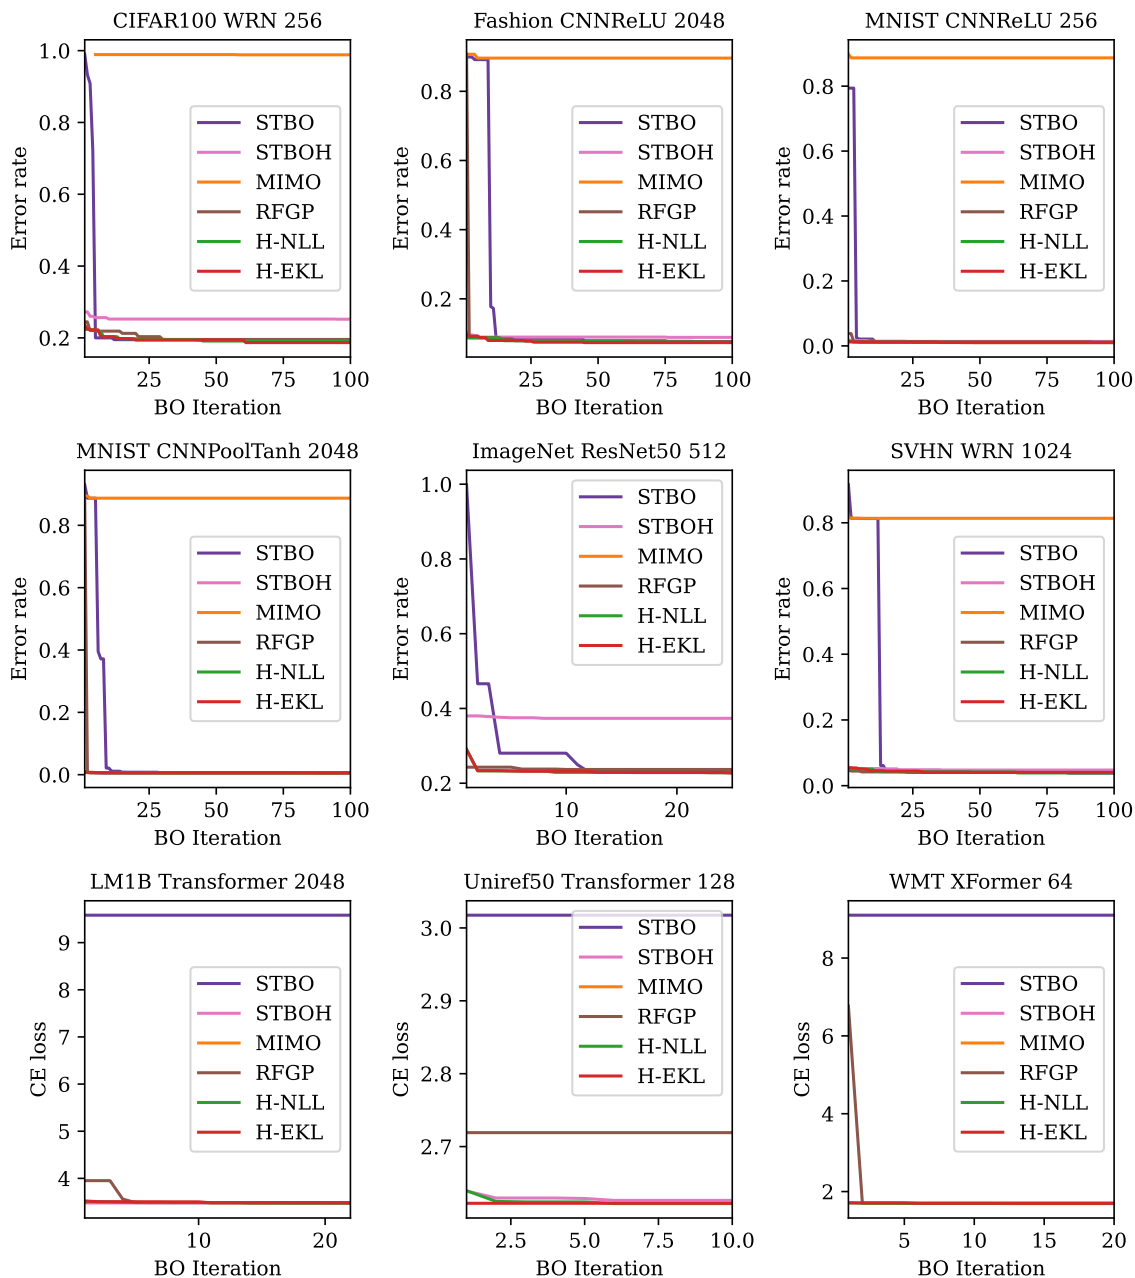 CIFAR100 WRN 256
1.0
0.8
0.6
0.4
0.2
Error rate
STBO
STBOH
MIMO
RFGP
H-NLL
H-EKL
25
50
75
100
BO Iteration
Fashion CNNReLU 2048
0.8
0.6
0.4
0.2
Error rate
STBO
STBOH
MIMO
RFGP
H-NLL
H-EKL
25
50
75
100
BO Iteration
MNIST CNNReLU 256
0.8
0.6
0.4
0.2
0.0
Error rate
STBO
STBOH
MIMO
RFGP
H-NLL
H-EKL
25
50
75
100
BO Iteration
MNIST CNNPoolTanh 2048
0.8
0.6
0.4
0.2
0.0
Error rate
STBO
STBOH
MIMO
RFGP
H-NLL
H-EKL
25
50
75
100
BO Iteration
ImageNet ResNet50 512
1.0
0.8
0.6
0.4
0.2
Error rate
STBO
STBOH
MIMO
RFGP
H-NLL
H-EKL
10
20
BO Iteration
SVHN WRN 1024
0.8
0.6
0.4
0.2
0.0
Error rate
STBO
STBOH
MIMO
RFGP
H-NLL
H-EKL
25
50
75
100
BO Iteration
LM1B Transformer 2048
9
8
7
6
5
4
CE loss
STBO
STBOH
MIMO
RFGP
H-NLL
H-EKL
10
20
BO Iteration
Uniref50 Transformer 128
3.0
2.9
2.8
2.7
CE loss
STBO
STBOH
MIMO
RFGP
H-NLL
H-EKL
2.5
5.0
7.5
10.0
BO Iteration
WMT XFormer 64
8
6
4
2
CE loss
STBO
STBOH
MIMO
RFGP
H-NLL
H-EKL
5
10
15
20
BO Iteration